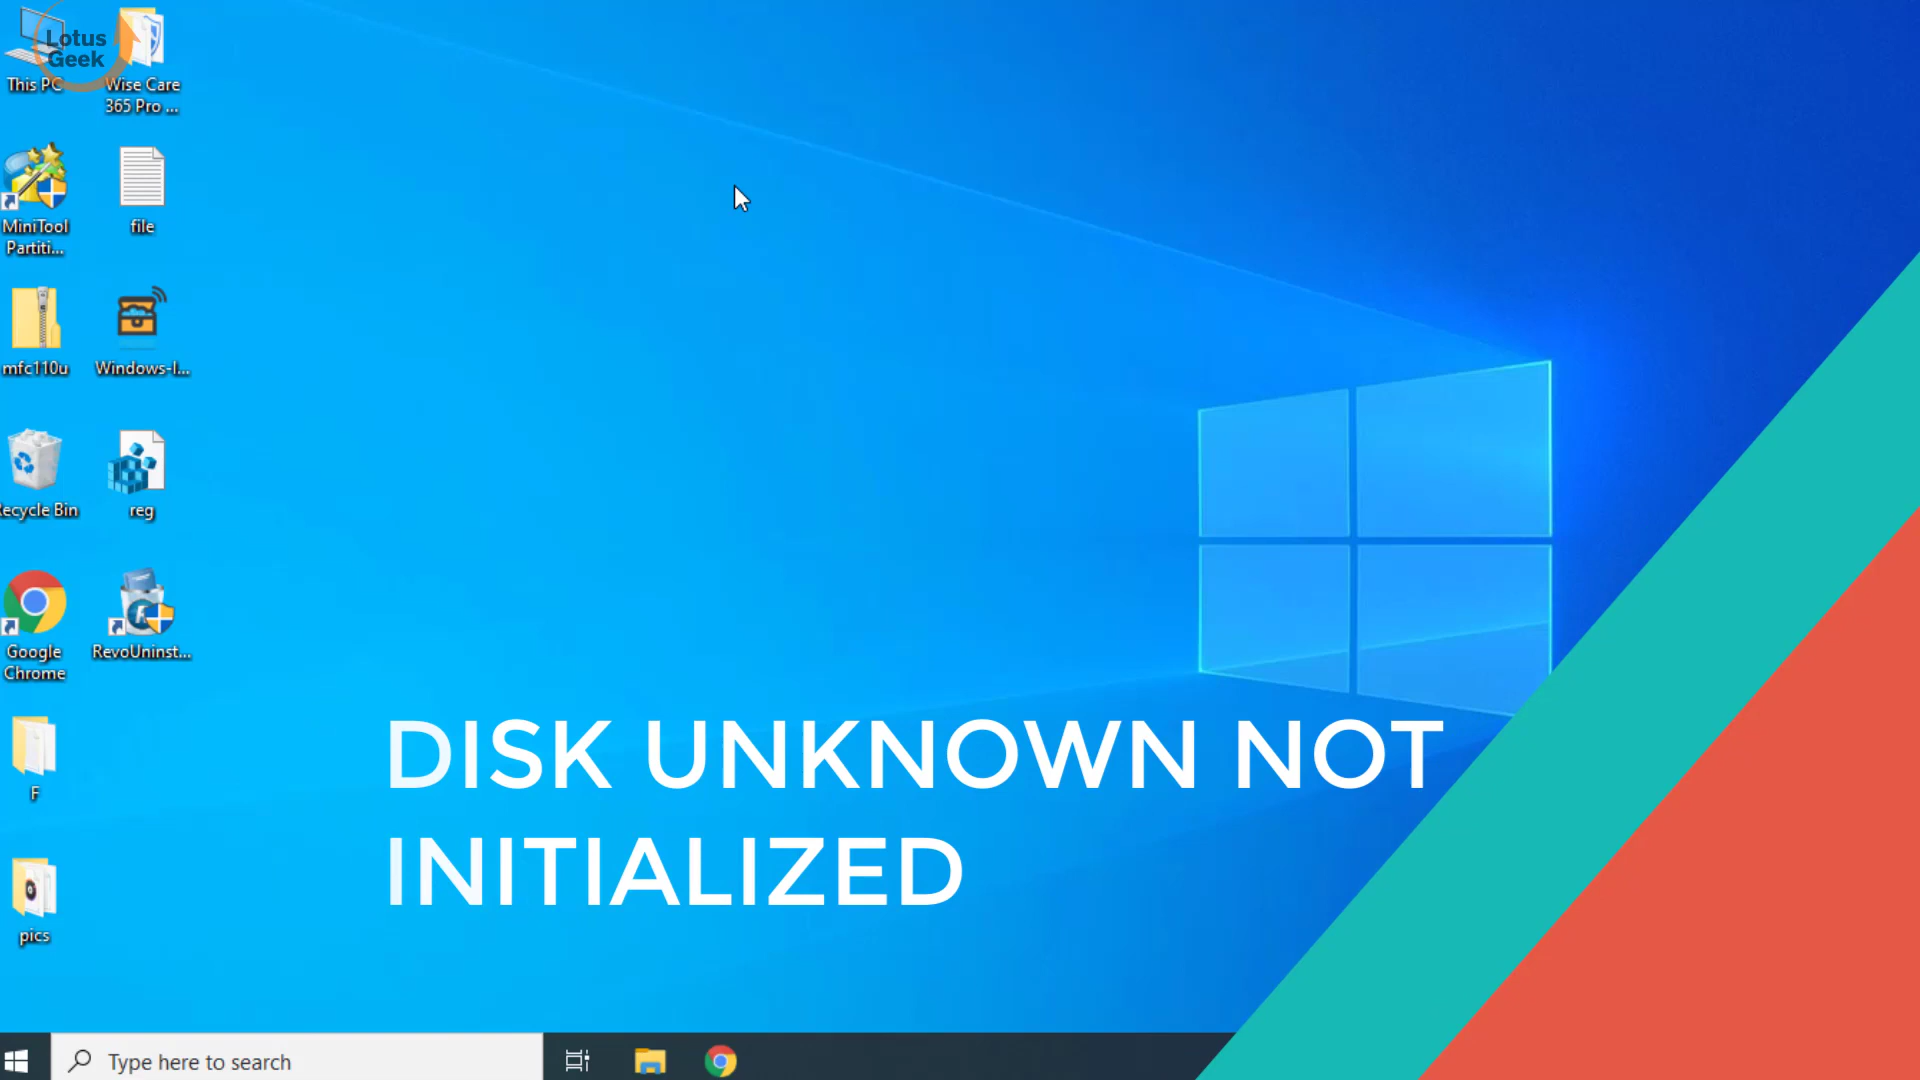 Lotus
Geek
This PC
Wise Care
365 Pro ...
MiniTool
Partiti...
file
mfc110u
Windows-I...
Recycle Bin
reg
Google
Chrome
RevoUninst...
F
pics
DISK UNKNOWN NOT
INITIALIZED
Type here to search